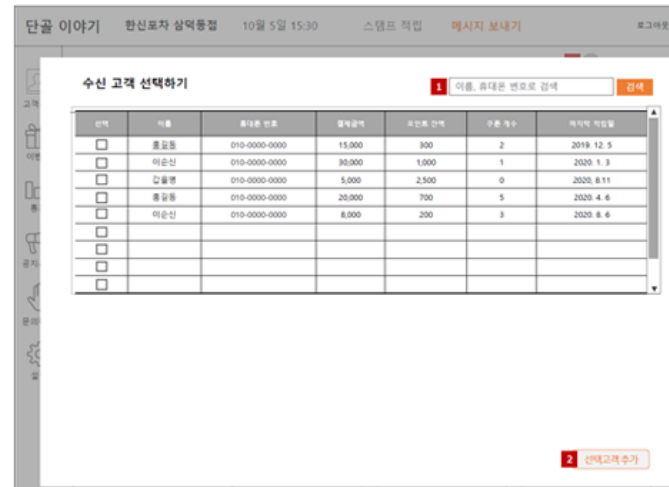 단골 이야기 한신포차 삼덕동점 10월 5일 15:30 스탬프 적립 메시지 보내기 로그아웃
수신 고객 선택하기 1 이름, 휴대폰 번호로 검색 검색
선택 이름 휴대폰 번호 결제금액 포인트 잔액 쿠폰 개수 마지막 적립일
홍길동 010-0000-0000 15,000 300 2 2019. 12. 5
이순신 010-0000-0000 30,000 1,000 1 2020. 1. 3
갑을병 010-0000-0000 5,000 2,500 0 2020, 8.11
홍길동 010-0000-0000 20,000 700 5 2020. 4. 6
이순신 010-0000-0000 8,000 200 3 2020. 8. 6
2 선택고객추가